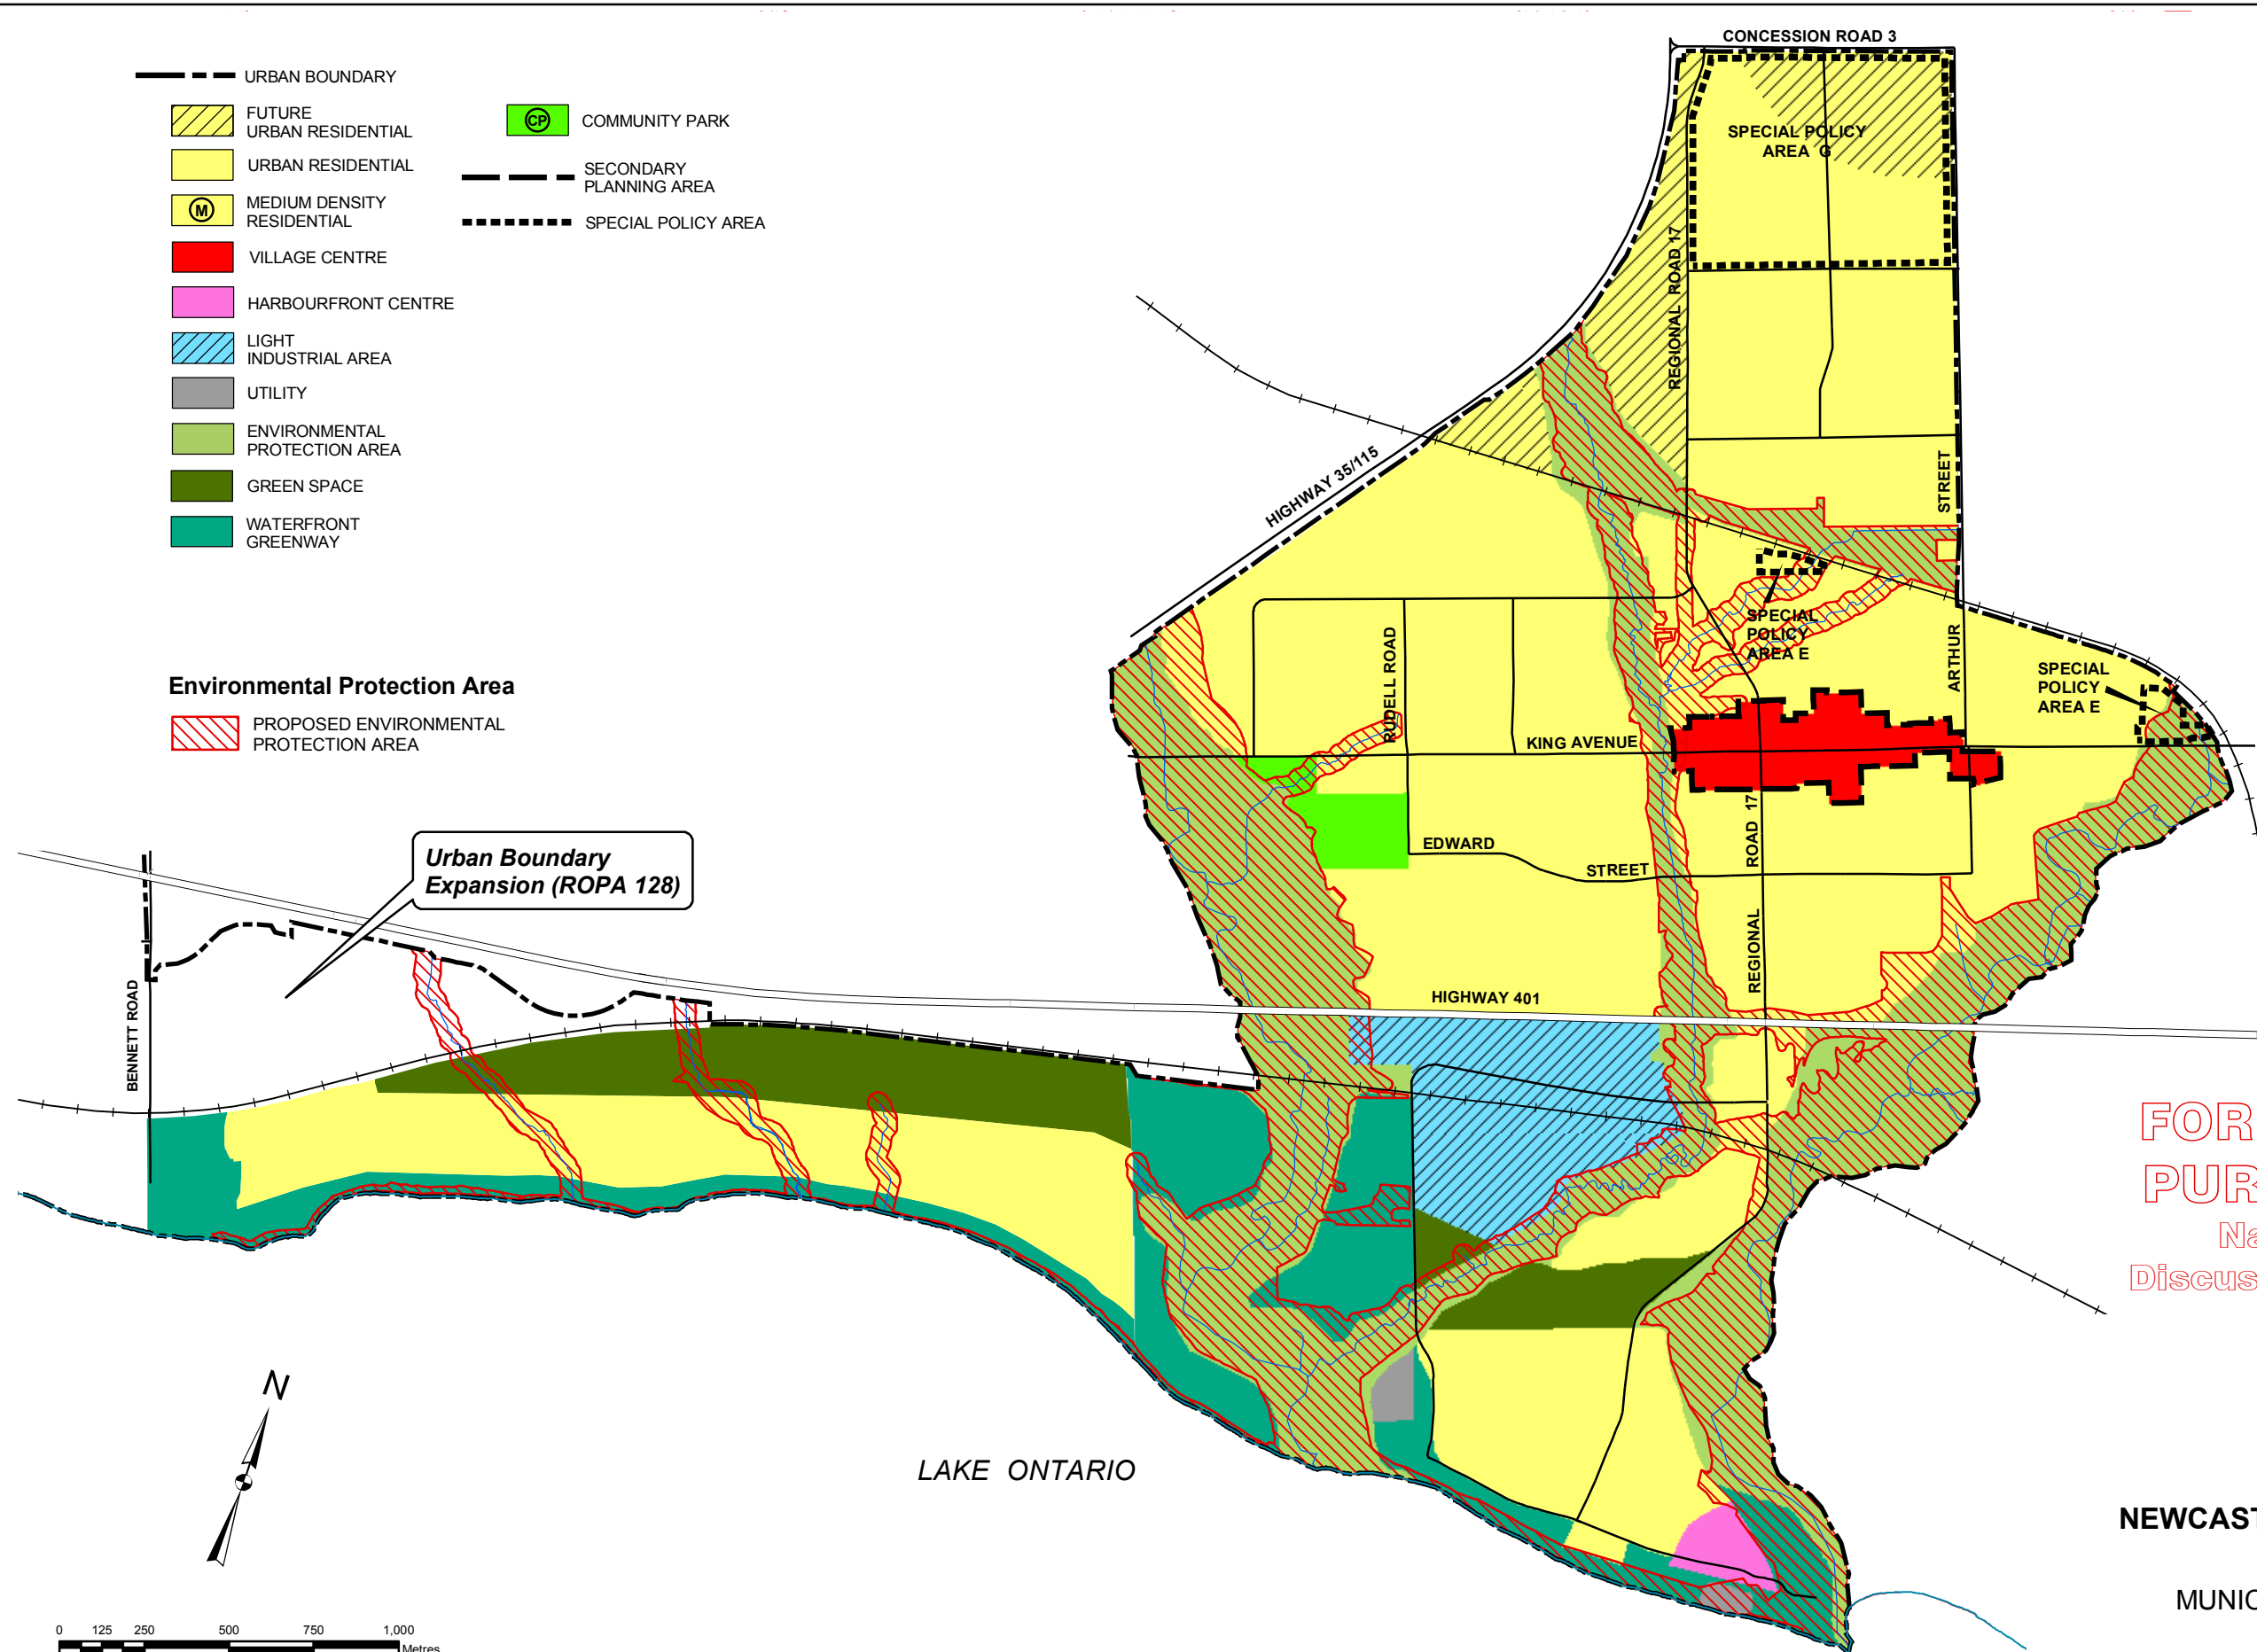 CONCESSION ROAD 3
URBAN BOUNDARY
FUTURE
URBAN RESIDENTIAL
CP
COMMUNITY PARK
URBAN RESIDENTIAL
SECONDARY
PLANNING AREA
M
MEDIUM DENSITY
RESIDENTIAL
SPECIAL POLICY AREA
VILLAGE CENTRE
HARBOURFRONT CENTRE
LIGHT
INDUSTRIAL AREA
UTILITY
ENVIRONMENTAL
PROTECTION AREA
GREEN SPACE
WATERFRONT
GREENWAY
Environmental Protection Area
PROPOSED ENVIRONMENTAL
PROTECTION AREA
SPECIAL POLICY
AREA G
REGIONAL ROAD 17
HIGHWAY 35/115
STREET
ARTHUR
SPECIAL
POLICY
AREA E
SPECIAL
POLICY
AREA E
RUDELL ROAD
KING AVENUE
EDWARD
STREET
ROAD 17
REGIONAL
HIGHWAY 401
Urban Boundary
Expansion (ROPA 128)
BENNETT ROAD
FOR
PUR
Na
Discus
N
LAKE ONTARIO
NEWCAST
MUNIC
0 125 250 500 750 1,000
Metres